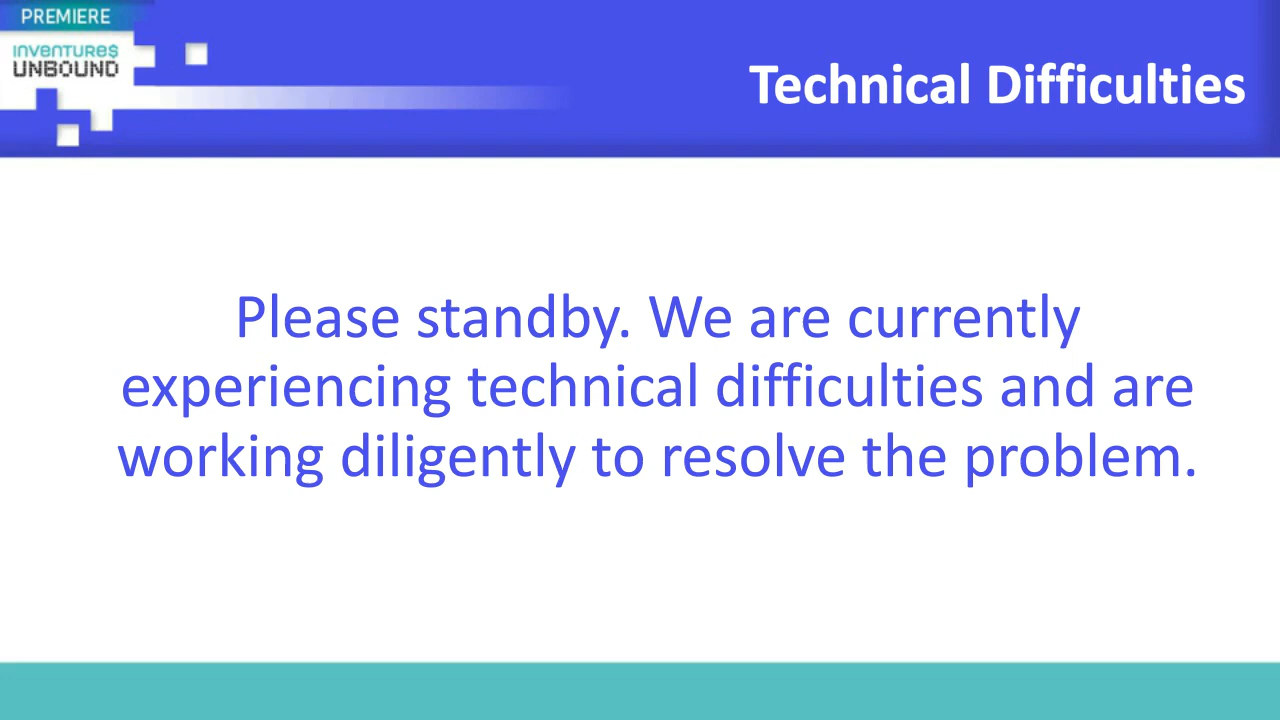 PREMIERE
INVENTURE$
UNBOUND
Technical Difficulties
Please standby. We are currently
experiencing technical difficulties and are
working diligently to resolve the problem.